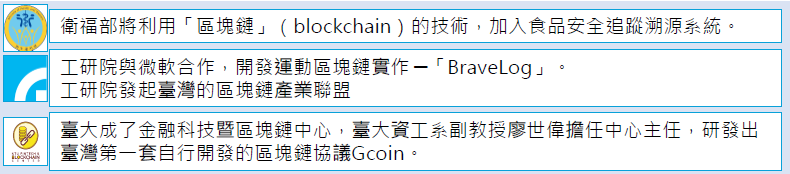 衛福部將利用「區塊鏈」（blockchain）的技術，加入食品安全追蹤溯源系統。
工研院與微軟合作，開發運動區塊鏈實作－「BraveLog」。
工研院發起臺灣的區塊鏈產業聯盟
臺大成了金融科技暨區塊鏈中心，臺大資工系副教授廖世偉擔任中心主任，研發出
臺灣第一套自行開發的區塊鏈協議Gcoin。